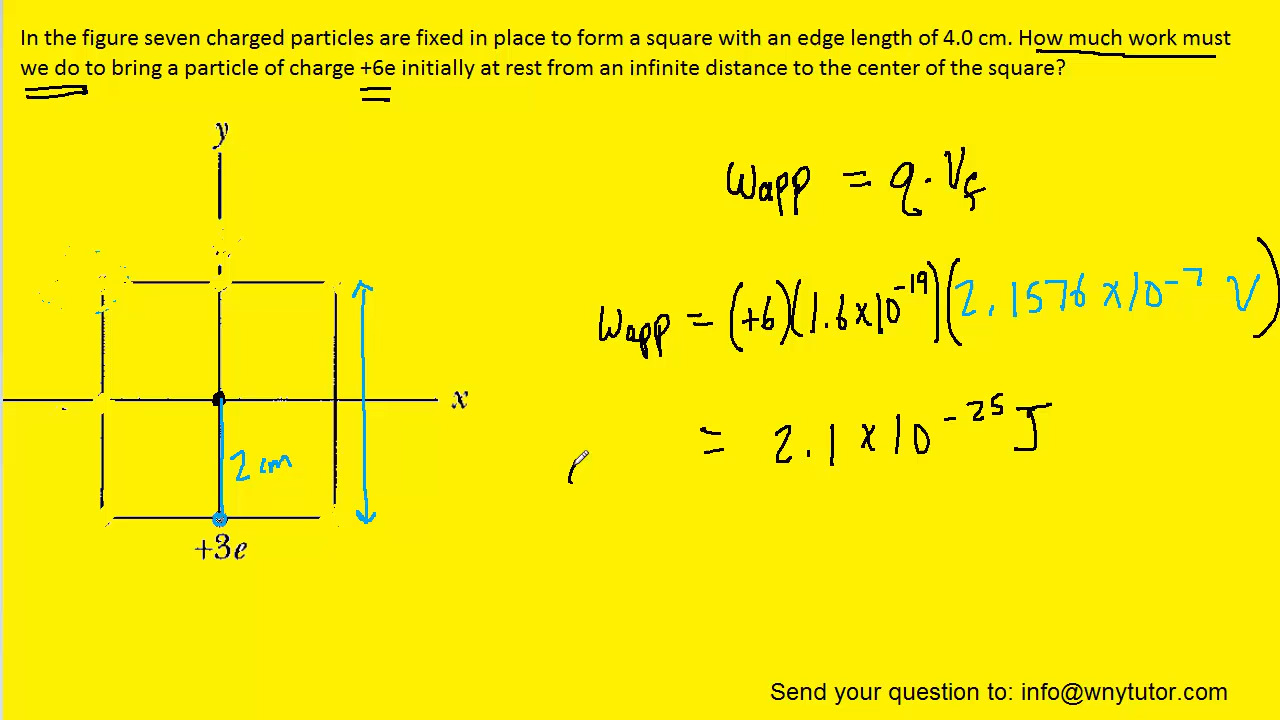 In the figure seven charged particles are fixed in place to form a square with an edge length of 4.0 cm. How much work must
we do to bring a particle of charge +6e initially at rest from an infinite distance to the center of the square?
y
Wapp = q · Vf
Wapp = (+6)(1.6x10⁻¹⁹)(2.1576 x10⁻⁷ V)
x
= 2.1 x 10⁻²⁵ J
2 cm
+3e
Send your question to: info@wnytutor.com